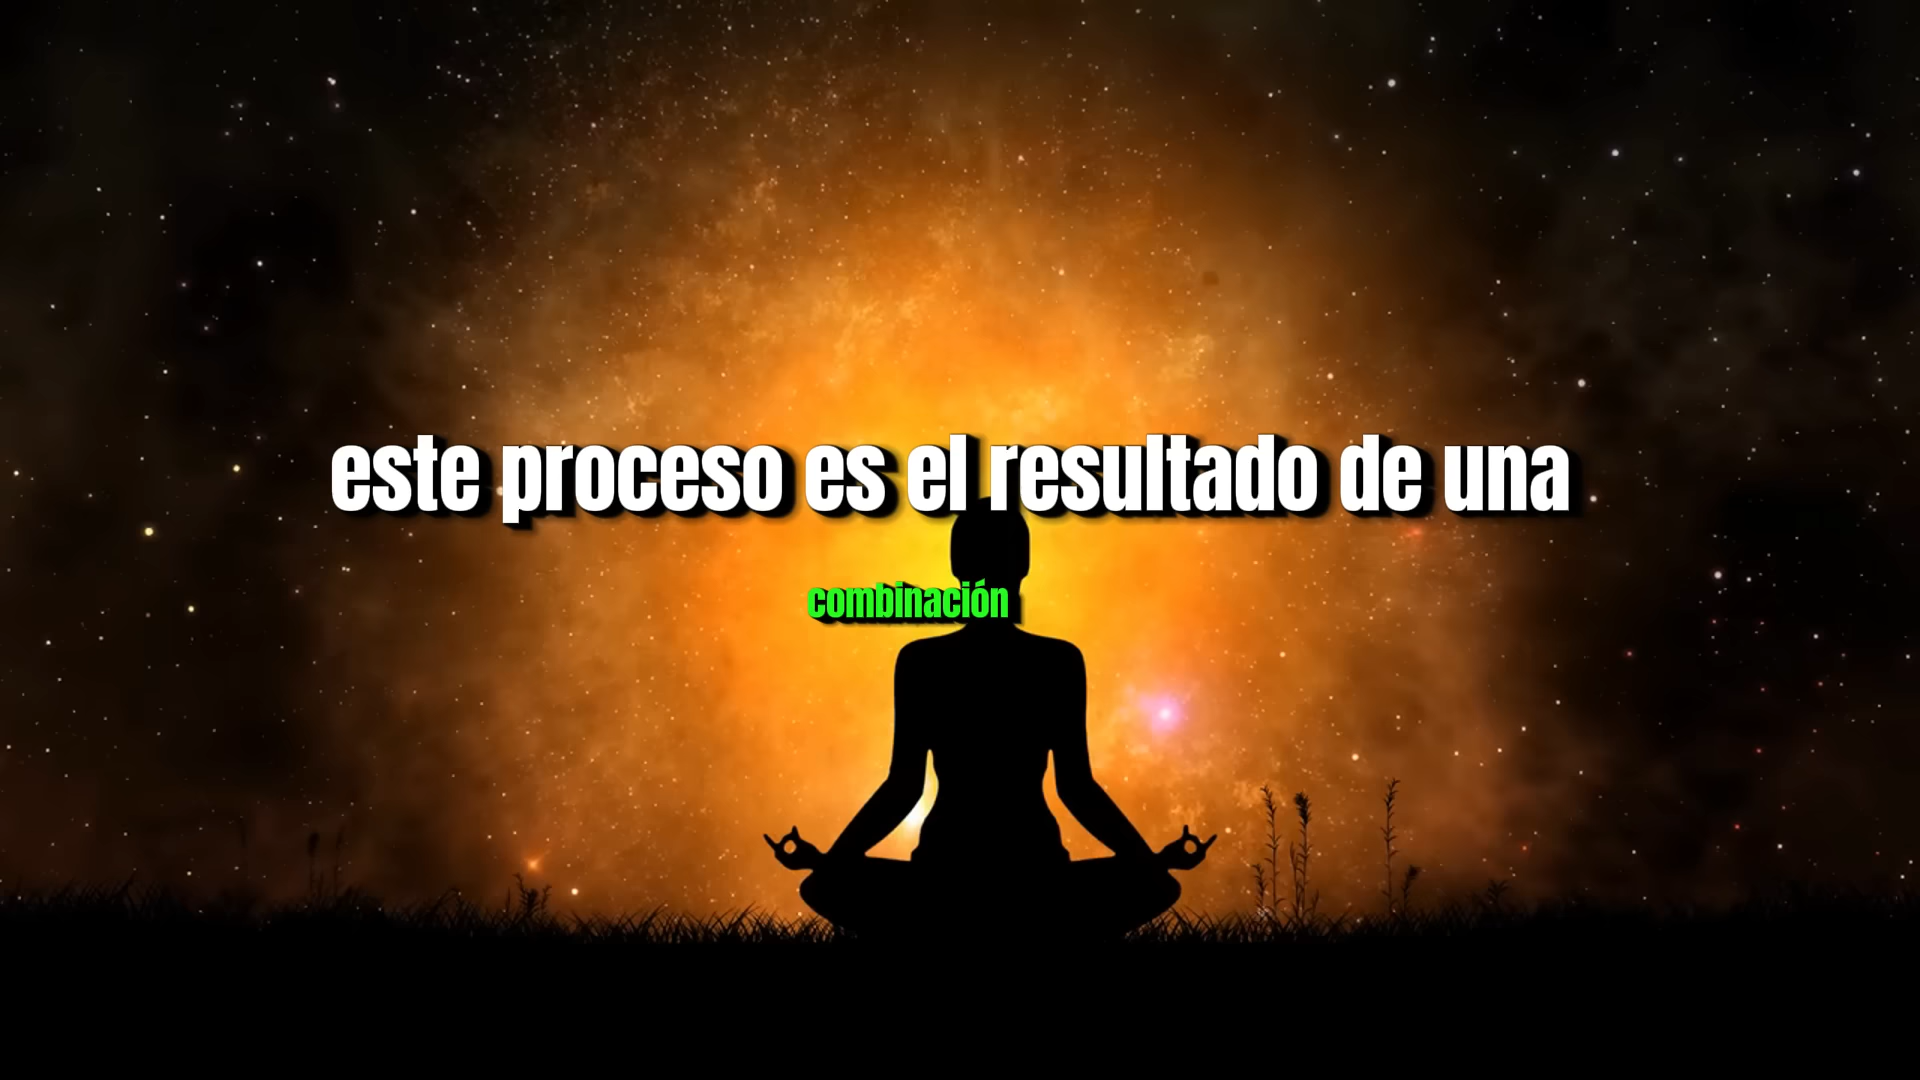 este proceso es el resultado de una
combinación